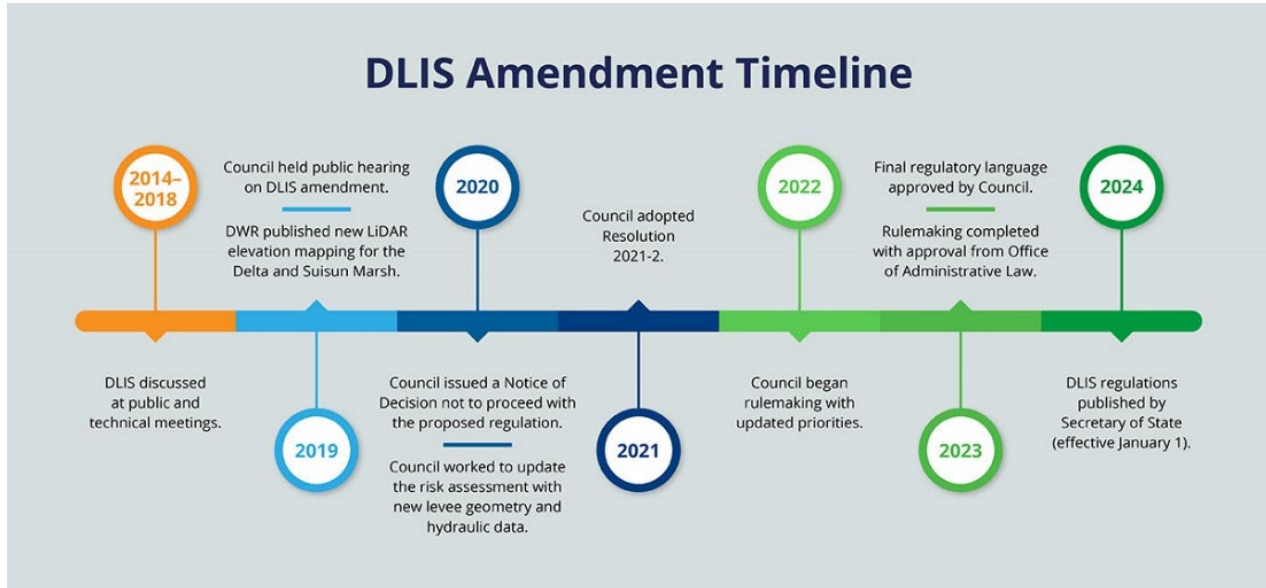 DLIS Amendment Timeline
2014–
2018
DLIS discussed
at public and
technical meetings.
Council held public hearing
on DLIS amendment.
DWR published new LiDAR
elevation mapping for the
Delta and Suisun Marsh.
2019
2020
Council issued a Notice of
Decision not to proceed with
the proposed regulation.
Council worked to update
the risk assessment with
new levee geometry and
hydraulic data.
Council adopted
Resolution
2021-2.
2021
2022
Council began
rulemaking with
updated priorities.
Final regulatory language
approved by Council.
Rulemaking completed
with approval from Office
of Administrative Law.
2023
2024
DLIS regulations
published by
Secretary of State
(effective January 1).